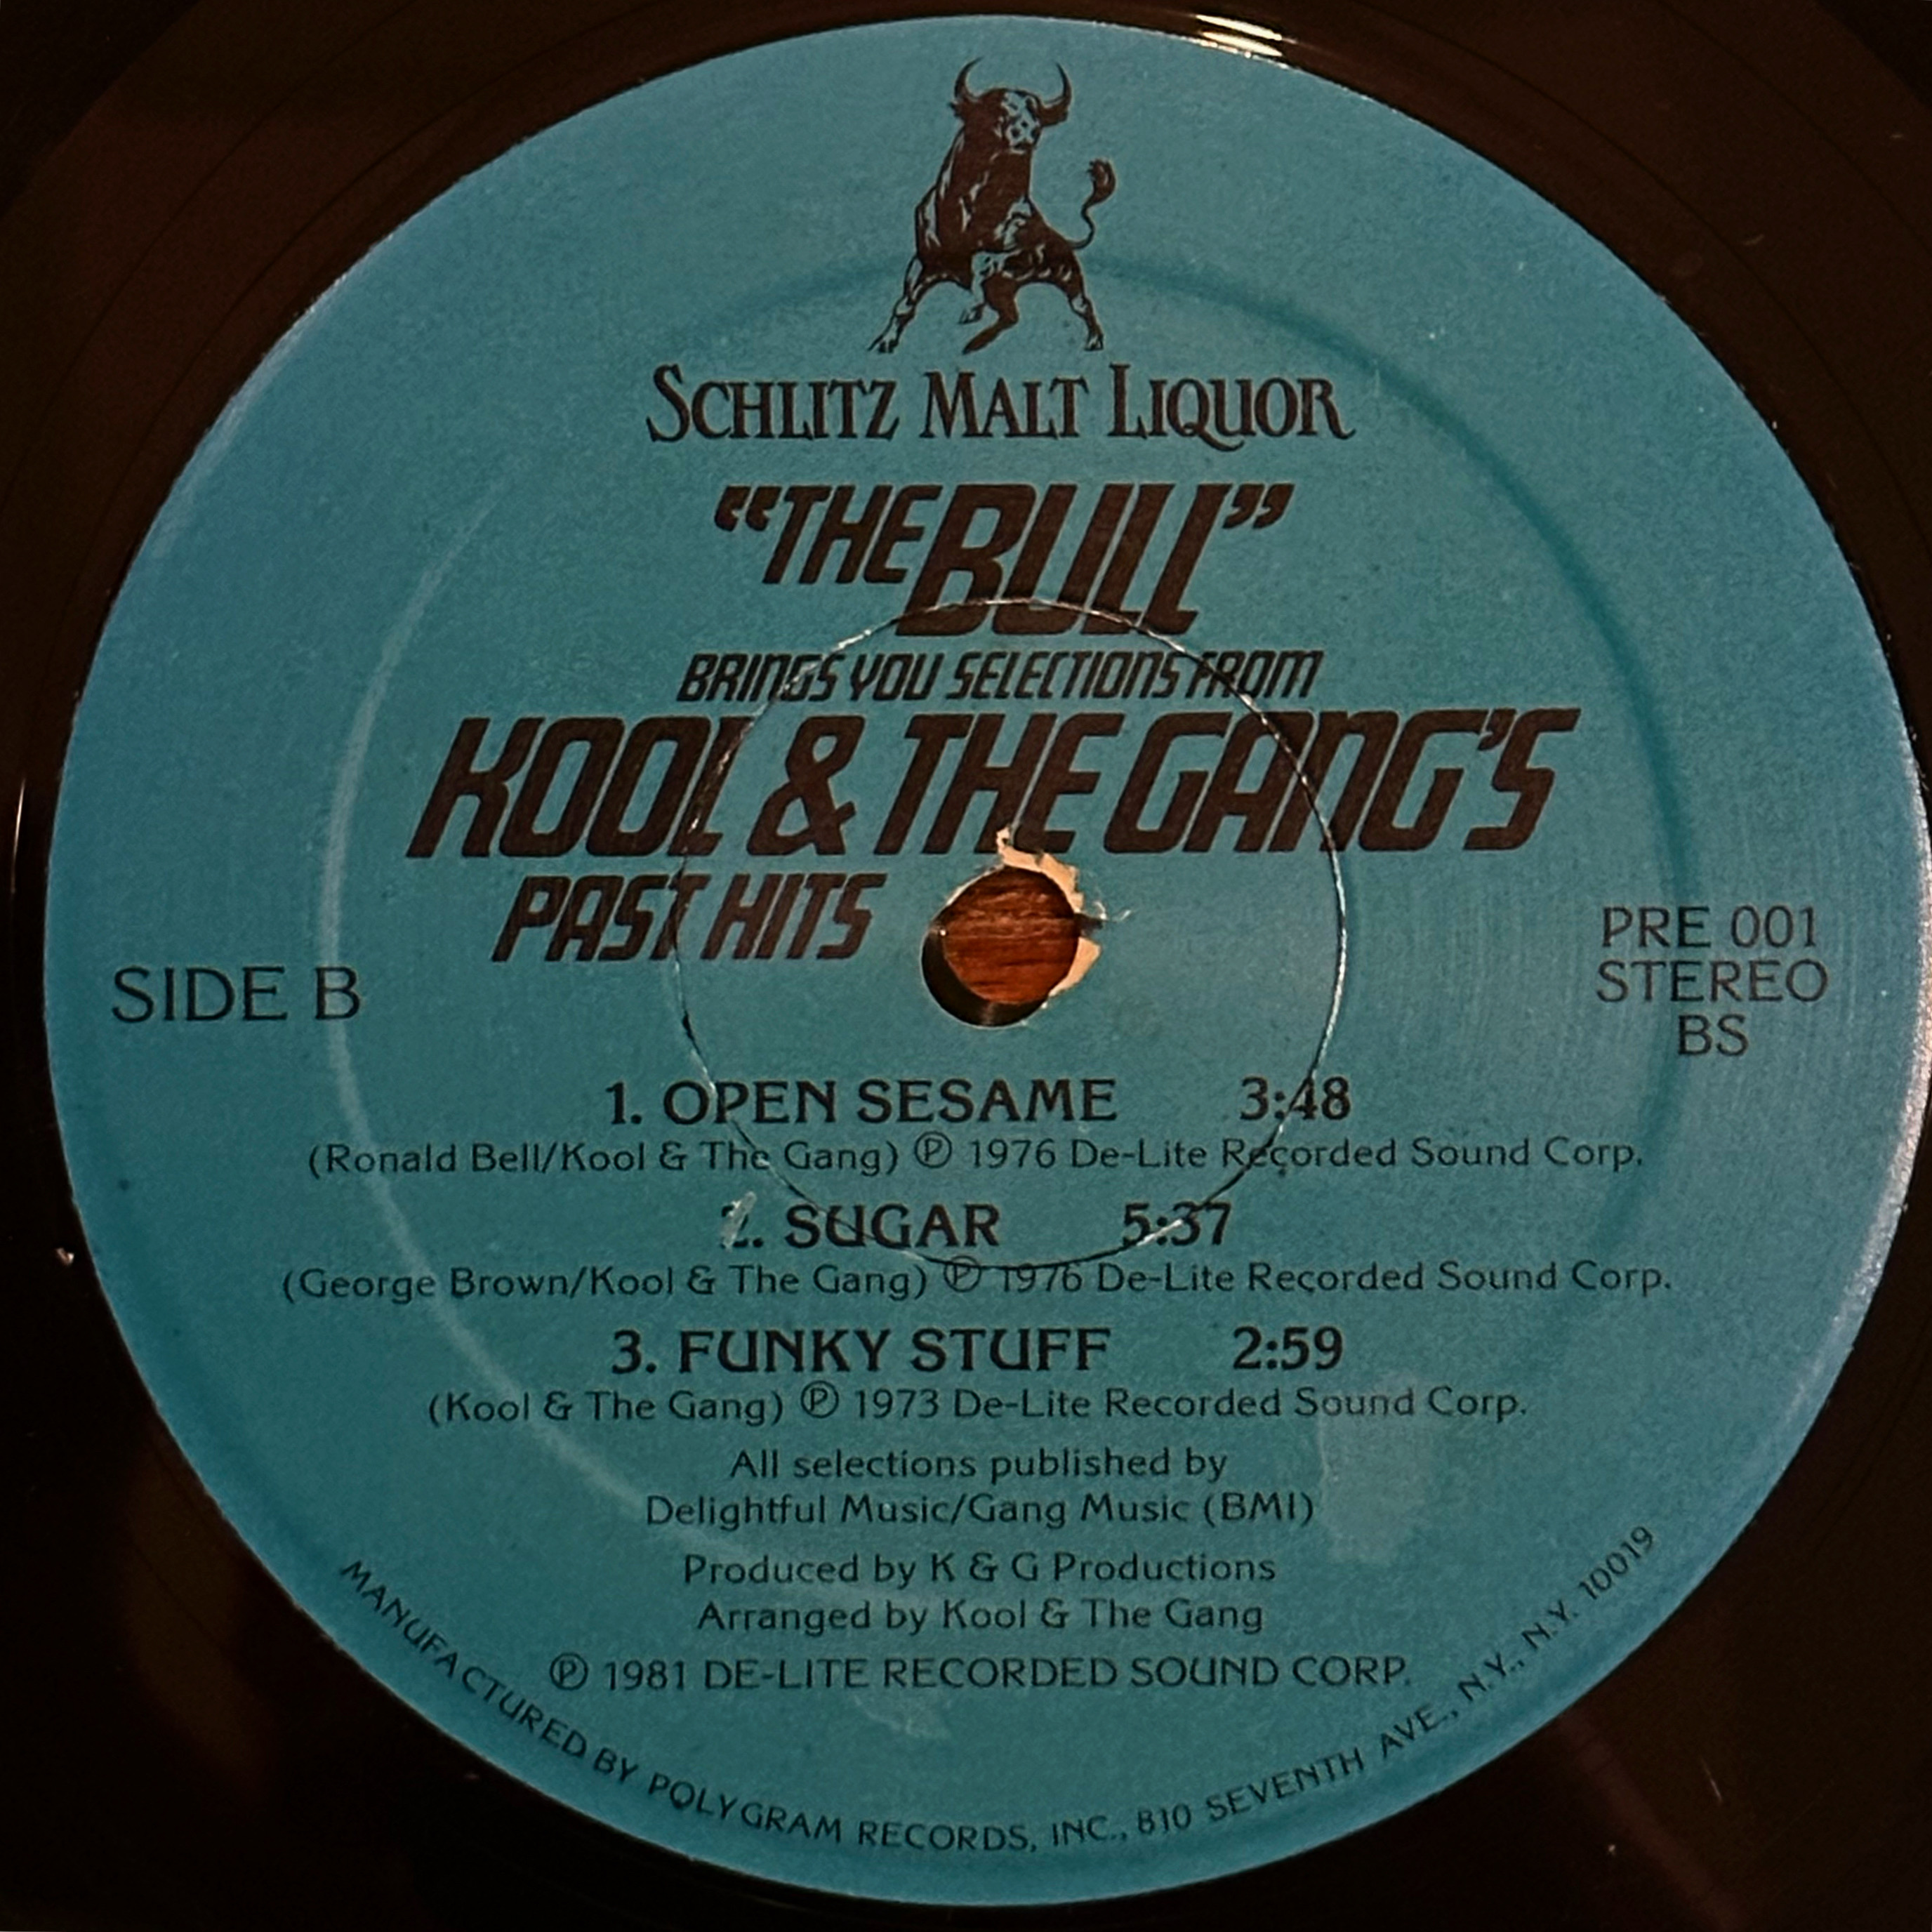 SCHLITZ MALT LIQUOR
“THE BULL”
BRINGS YOU SELECTIONS FROM
KOOL & THE GANG'S
PAST HITS
SIDE B
PRE 001
STEREO
BS
1. OPEN SESAME 3:48
(Ronald Bell/Kool & The Gang) ℗ 1976 De-Lite Recorded Sound Corp.
2. SUGAR 5:37
(George Brown/Kool & The Gang) ℗ 1976 De-Lite Recorded Sound Corp.
3. FUNKY STUFF 2:59
(Kool & The Gang) ℗ 1973 De-Lite Recorded Sound Corp.
All selections published by
Delightful Music/Gang Music (BMI)
Produced by K & G Productions
Arranged by Kool & The Gang
℗ 1981 DE-LITE RECORDED SOUND CORP.
MANUFACTURED BY POLYGRAM RECORDS, INC., 810 SEVENTH AVE., N.Y., N.Y. 10019